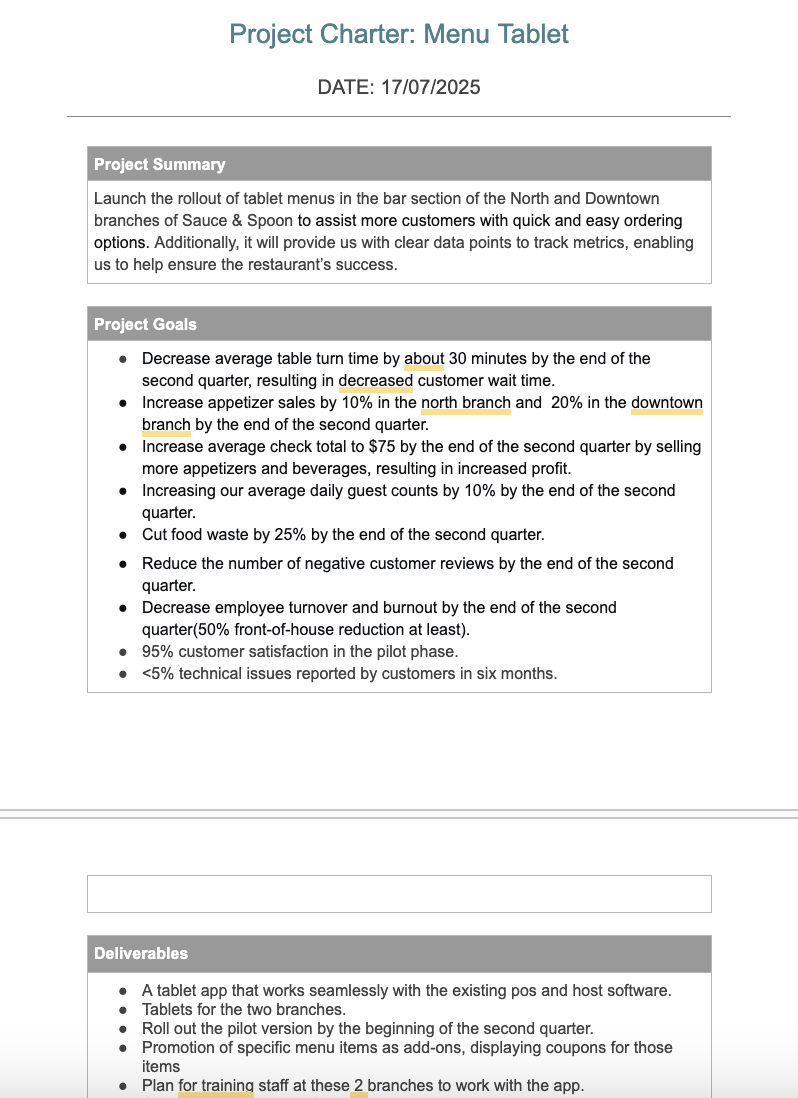 Project Charter: Menu Tablet
DATE: 17/07/2025
Project Summary
Launch the rollout of tablet menus in the bar section of the North and Downtown
branches of Sauce & Spoon to assist more customers with quick and easy ordering
options. Additionally, it will provide us with clear data points to track metrics, enabling
us to help ensure the restaurant’s success.
Project Goals
● Decrease average table turn time by about 30 minutes by the end of the
second quarter, resulting in decreased customer wait time.
● Increase appetizer sales by 10% in the north branch and  20% in the downtown
branch by the end of the second quarter.
● Increase average check total to $75 by the end of the second quarter by selling
more appetizers and beverages, resulting in increased profit.
● Increasing our average daily guest counts by 10% by the end of the second
quarter.
● Cut food waste by 25% by the end of the second quarter.
● Reduce the number of negative customer reviews by the end of the second
quarter.
● Decrease employee turnover and burnout by the end of the second
quarter(50% front-of-house reduction at least).
● 95% customer satisfaction in the pilot phase.
● <5% technical issues reported by customers in six months.
Deliverables
● A tablet app that works seamlessly with the existing pos and host software.
● Tablets for the two branches.
● Roll out the pilot version by the beginning of the second quarter.
● Promotion of specific menu items as add-ons, displaying coupons for those
items
● Plan for training staff at these 2 branches to work with the app.